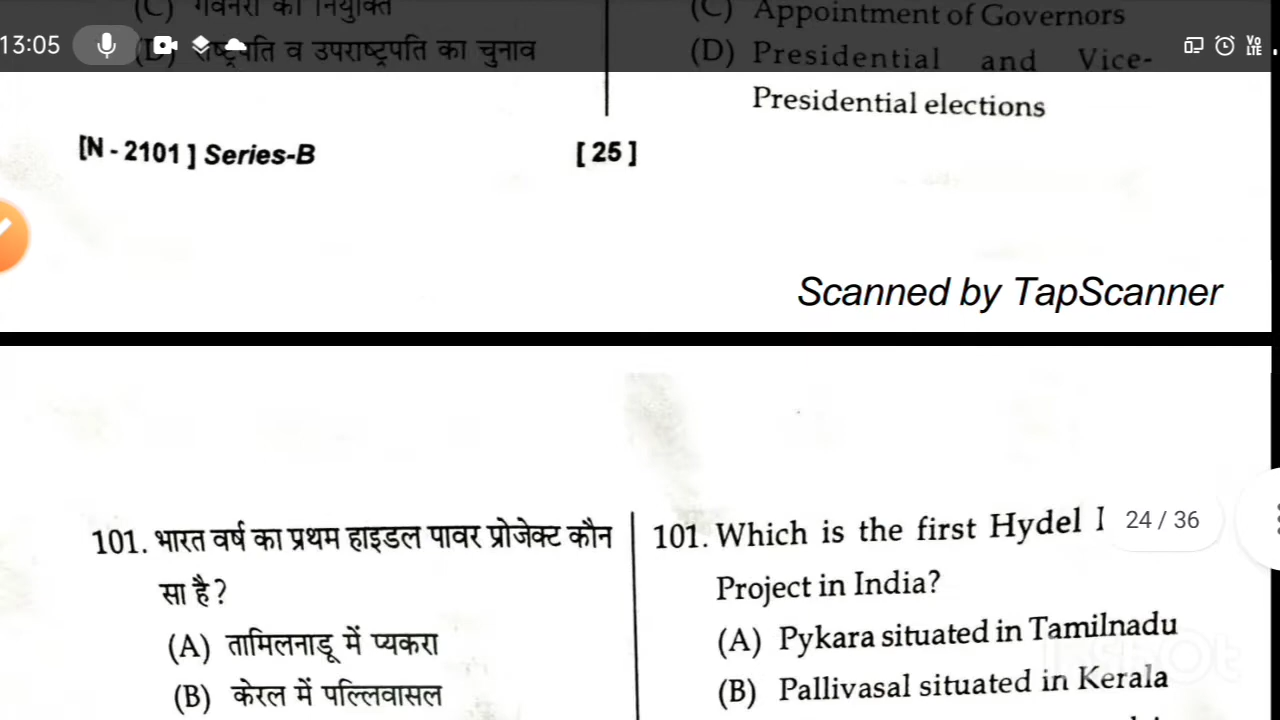 (C) गवर्नरों की नियुक्ति
(D) राष्ट्रपति व उपराष्ट्रपति का चुनाव
(C) Appointment of Governors
(D) Presidential and Vice-
Presidential elections
13:05
Vo
LTE
[N - 2101 ] Series-B
[ 25 ]
Scanned by TapScanner
101. भारत वर्ष का प्रथम हाइडल पावर प्रोजेक्ट कौन
सा है?
(A) तामिलनाडू में प्यकरा
(B) केरल में पल्लिवासल
101. Which is the first Hydel
Project in India?
(A) Pykara situated in Tamilnadu
(B) Pallivasal situated in Kerala
24 / 36